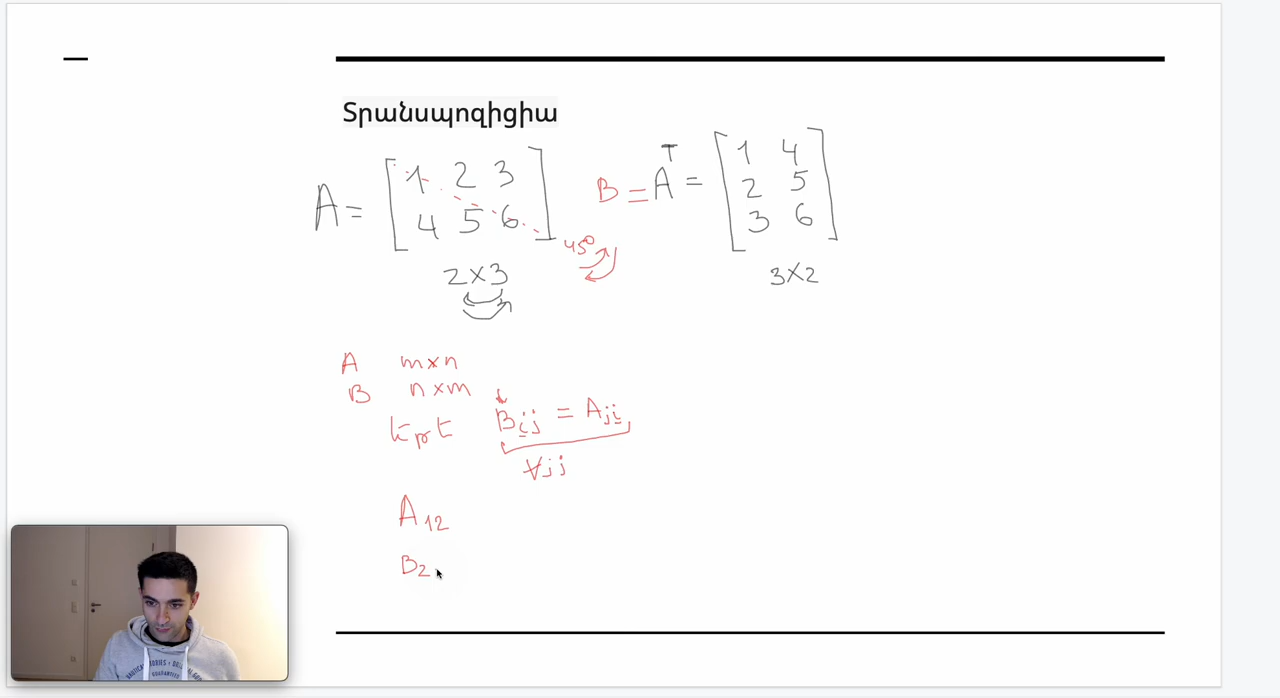 Տրանսպոզիցիա
A = [1 2 3
4 5 6]
2×3
B = Aᵀ = [1 4
2 5
3 6]
3×2
45°
A m×n
B n×m
եթե Bij = Aji
∀ij
A12
B2